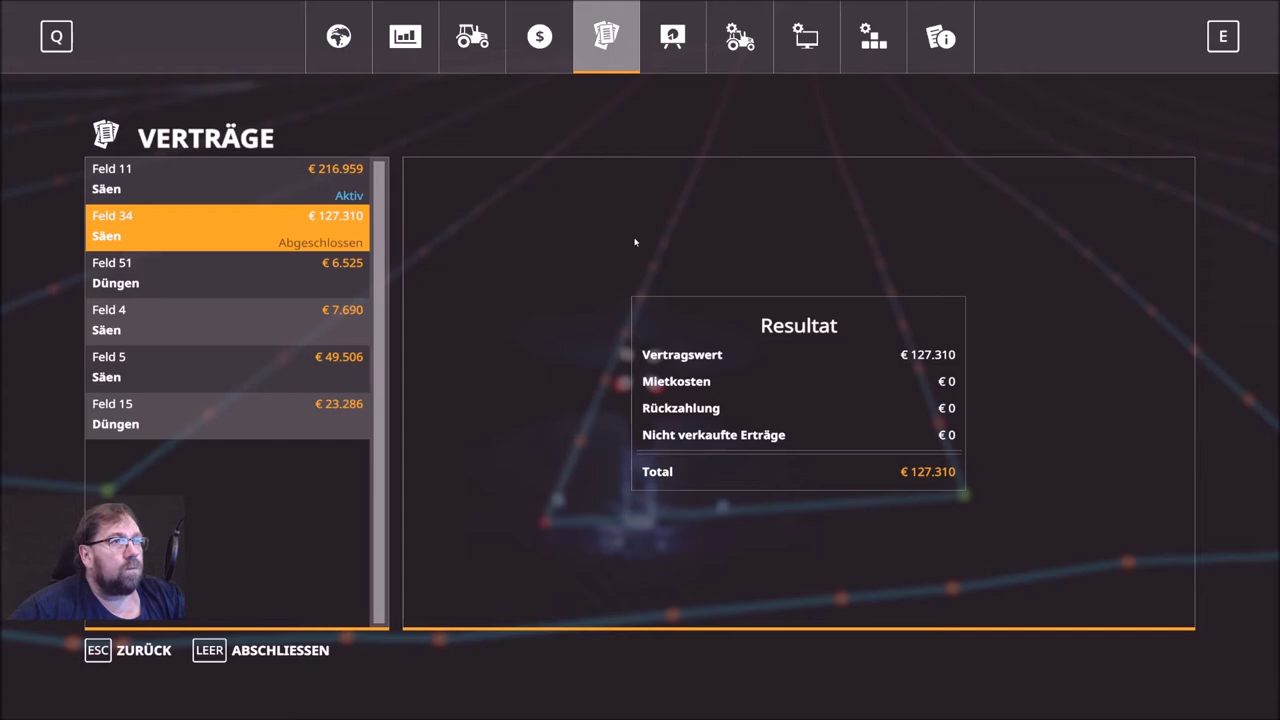 Q
$
E
VERTRÄGE
Feld 11 € 216.959
Säen
Aktiv
Feld 34 € 127.310
Säen
Abgeschlossen
Feld 51 € 6.525
Düngen
Feld 4 € 7.690
Säen
Feld 5 € 49.506
Säen
Feld 15 € 23.286
Düngen
Resultat
Vertragswert € 127.310
Mietkosten € 0
Rückzahlung € 0
Nicht verkaufte Erträge € 0
Total € 127.310
ESC ZURÜCK LEER ABSCHLIESSEN